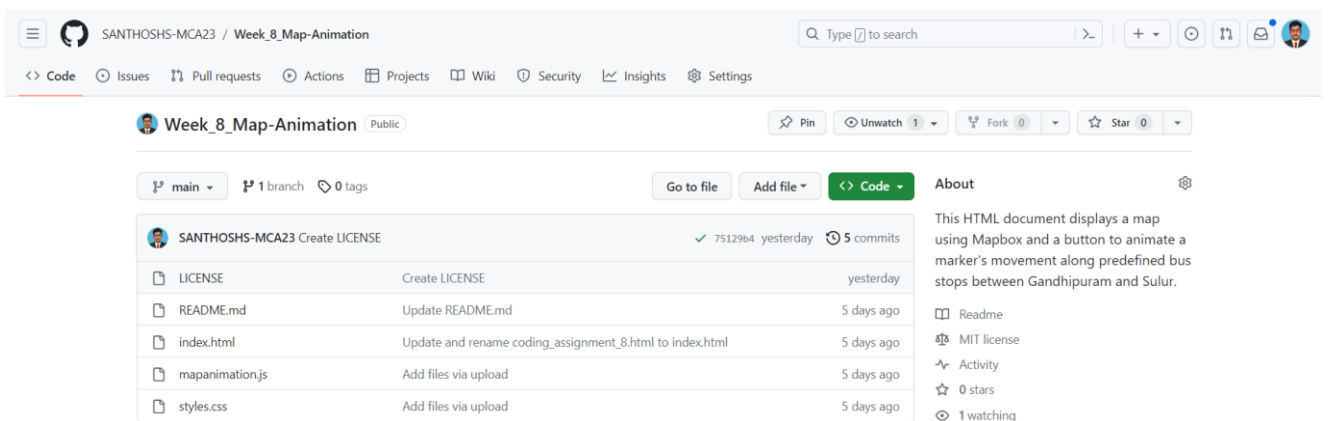 SANTHOSHS-MCA23 / Week_8_Map-Animation Type / to search
Code Issues Pull requests Actions Projects Wiki Security Insights Settings
Week_8_Map-Animation Public Pin Unwatch 1 Fork 0 Star 0
main 1 branch 0 tags Go to file Add file Code About
This HTML document displays a map
using Mapbox and a button to animate a
marker's movement along predefined bus
stops between Gandhipuram and Sulur.
SANTHOSHS-MCA23 Create LICENSE 75129b4 yesterday 5 commits
LICENSE Create LICENSE yesterday
README.md Update README.md 5 days ago
index.html Update and rename coding_assignment_8.html to index.html 5 days ago
mapanimation.js Add files via upload 5 days ago
styles.css Add files via upload 5 days ago
Readme
MIT license
Activity
0 stars
1 watching